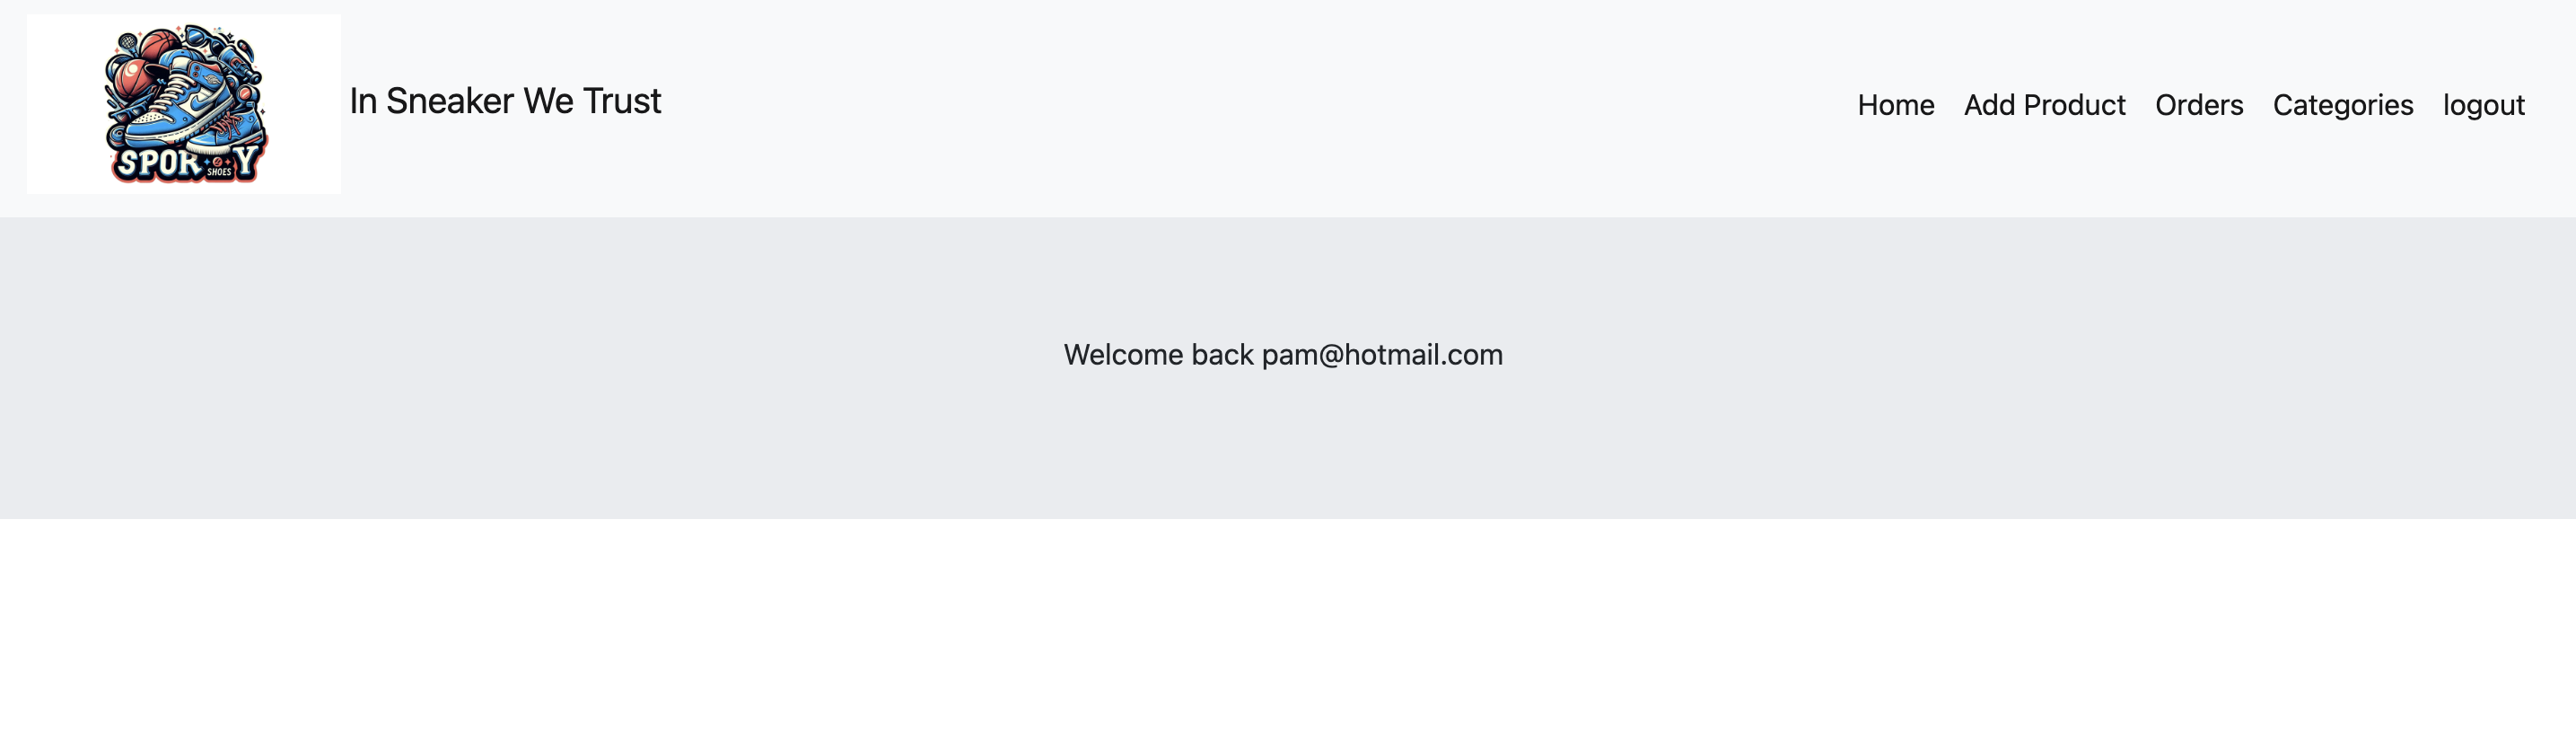 SPOR Y
SHOES
In Sneaker We Trust
Home Add Product Orders Categories logout
Welcome back pam@hotmail.com